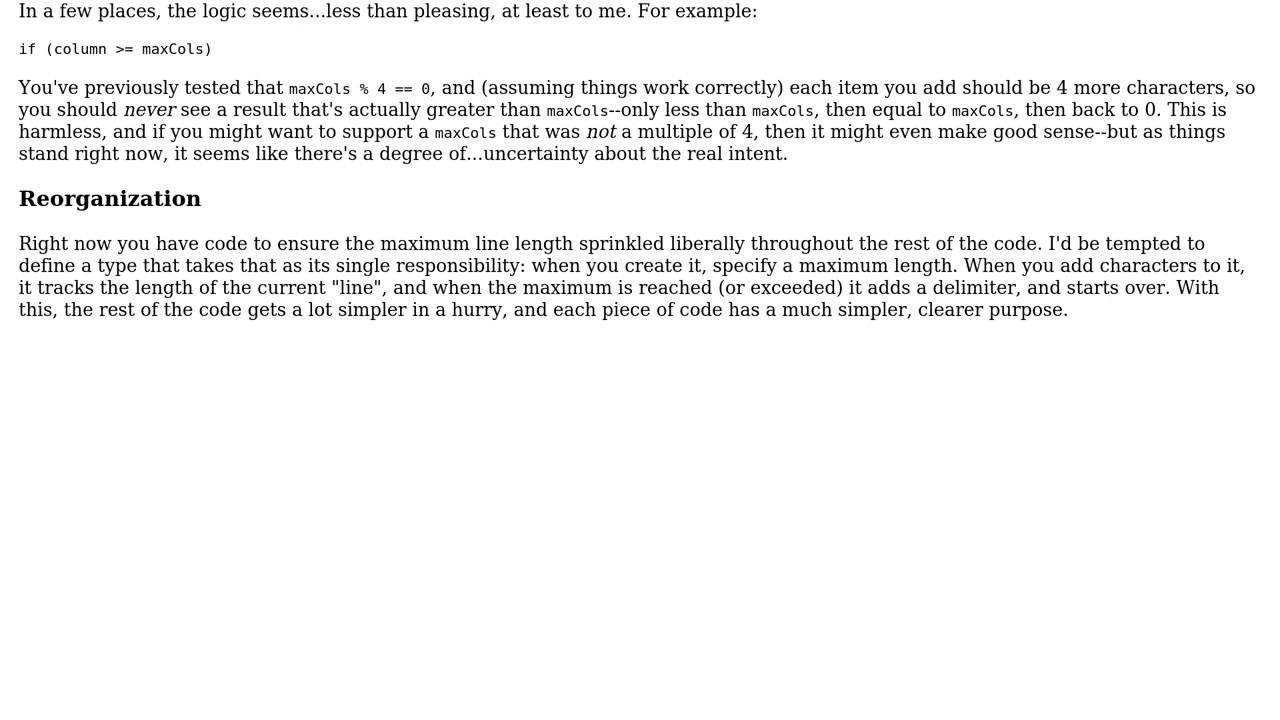 In a few places, the logic seems...less than pleasing, at least to me. For example:
if (column >= maxCols)
You've previously tested that maxCols % 4 == 0, and (assuming things work correctly) each item you add should be 4 more characters, so
you should never see a result that's actually greater than maxCols--only less than maxCols, then equal to maxCols, then back to 0. This is
harmless, and if you might want to support a maxCols that was not a multiple of 4, then it might even make good sense--but as things
stand right now, it seems like there's a degree of...uncertainty about the real intent.
Reorganization
Right now you have code to ensure the maximum line length sprinkled liberally throughout the rest of the code. I'd be tempted to
define a type that takes that as its single responsibility: when you create it, specify a maximum length. When you add characters to it,
it tracks the length of the current "line", and when the maximum is reached (or exceeded) it adds a delimiter, and starts over. With
this, the rest of the code gets a lot simpler in a hurry, and each piece of code has a much simpler, clearer purpose.